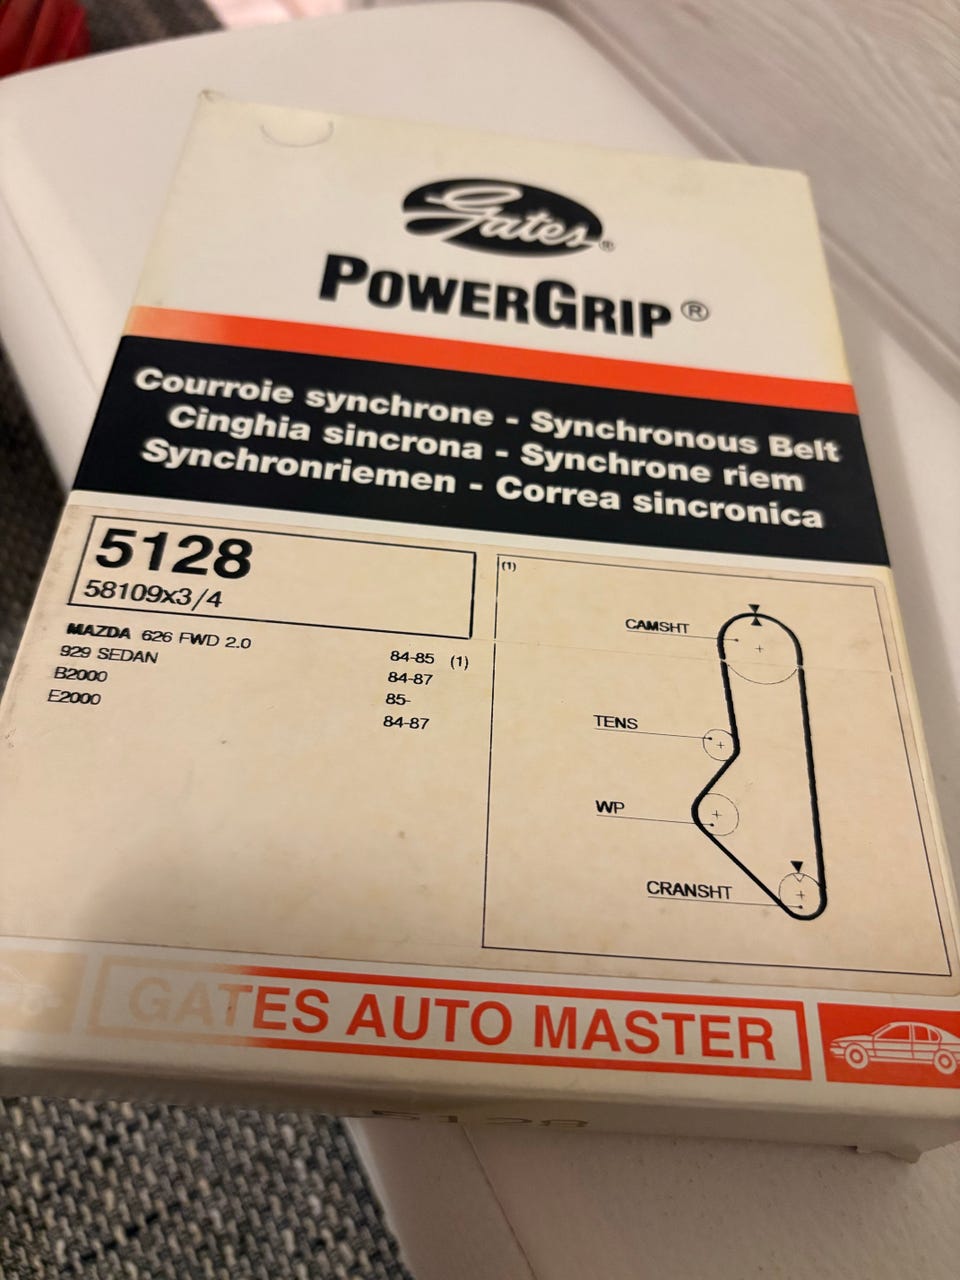 Gates®
POWERGRIP®
Courroie synchrone - Synchronous Belt
Cinghia sincrona - Synchrone riem
Synchronriemen - Correa sincronica
5128
58109x3/4
MAZDA 626 FWD 2.0
84-85 (1)
929 SEDAN
84-87
B2000
85-
E2000
84-87
(1)
CAMSHT
TENS
WP
CRANSHT
GATES AUTO MASTER
5128